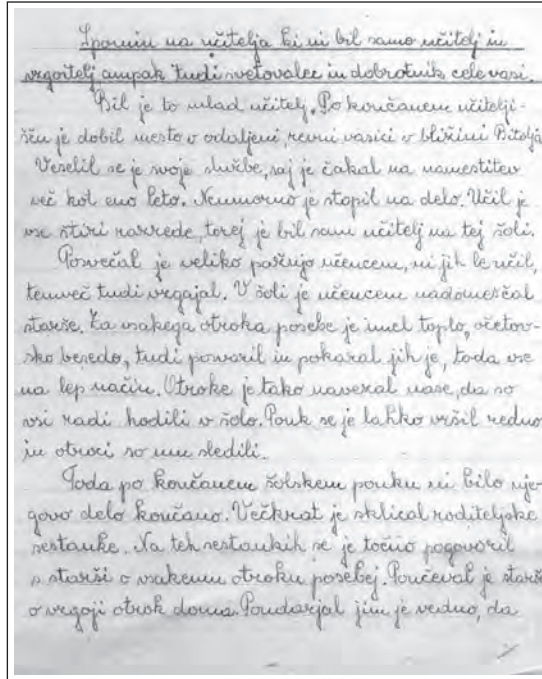 Spomin na učitelja ki ni bil samo učitelj in
vzgojitelj ampak tudi svetovalec in dobrotnik cele vasi.
Bil je to mlad učitelj. Po končanem učitelji-
šču je dobil mesto v odaljeni, revni vasici v bližini Bitolja
Veselil se je svoje službe, saj je čakal na namestitev
več kot eno leto. Neumorno je stopil na delo. Učil je
vse štiri razrede, torej je bil sam učitelj na tej šoli.
Posvečal je veliko pažnjo učencem, ni jih le učil,
temveč tudi vzgajal. V šoli je učencem nadomeščal
starše. Za vsakega otroka posebe je imel toplo, očetov-
sko besedo, tudi posvaril in pokaral jih je, toda vse
na lep način. Otroke je tako navezal nase, da so
vsi radi hodili v šolo. Pouk se je lahko vršil redno
in otroci so mu sledili.
Toda po končanem šolskem pouku ni bilo nje-
govo delo končano. Večkrat je sklical roditeljske
sestanke. Na teh sestankih se je točno pogovoril
s starši o vsakemu otroku posebej. Poučeval je starše
o vzgoji otrok doma. Poudarjal jim je vedno, da